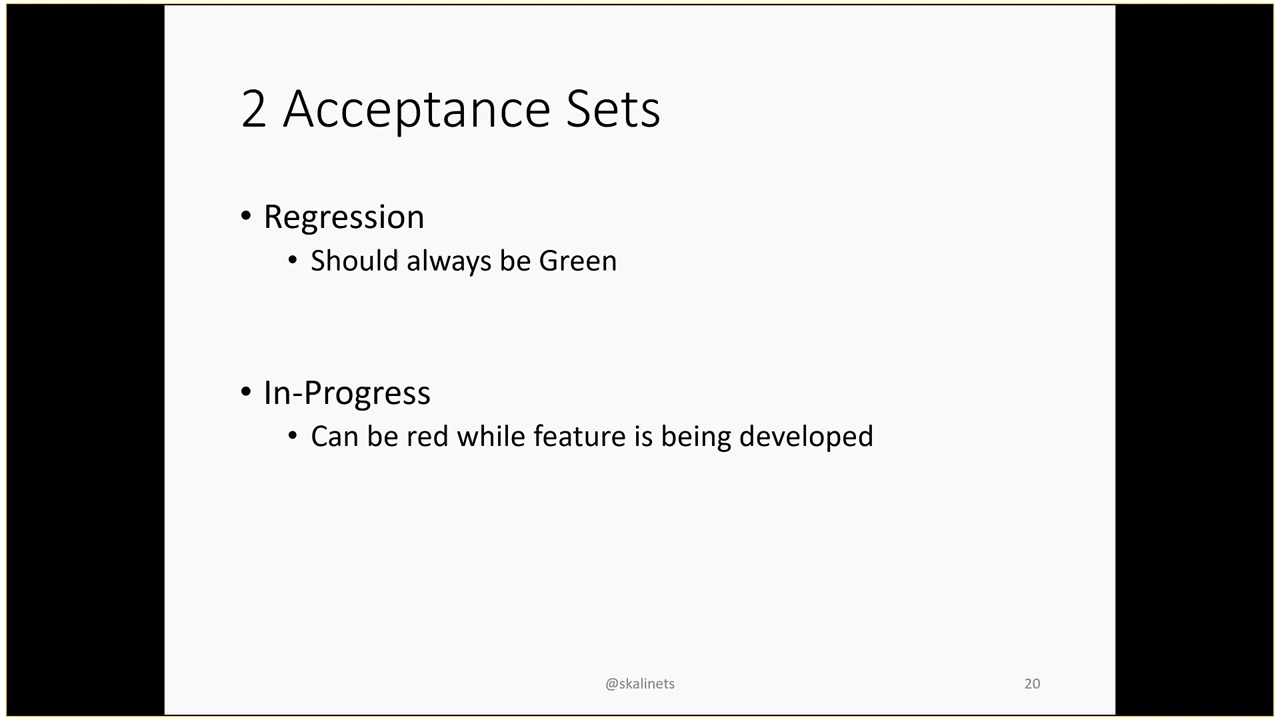 2 Acceptance Sets
• Regression
• Should always be Green
• In-Progress
• Can be red while feature is being developed
@skalinets
20